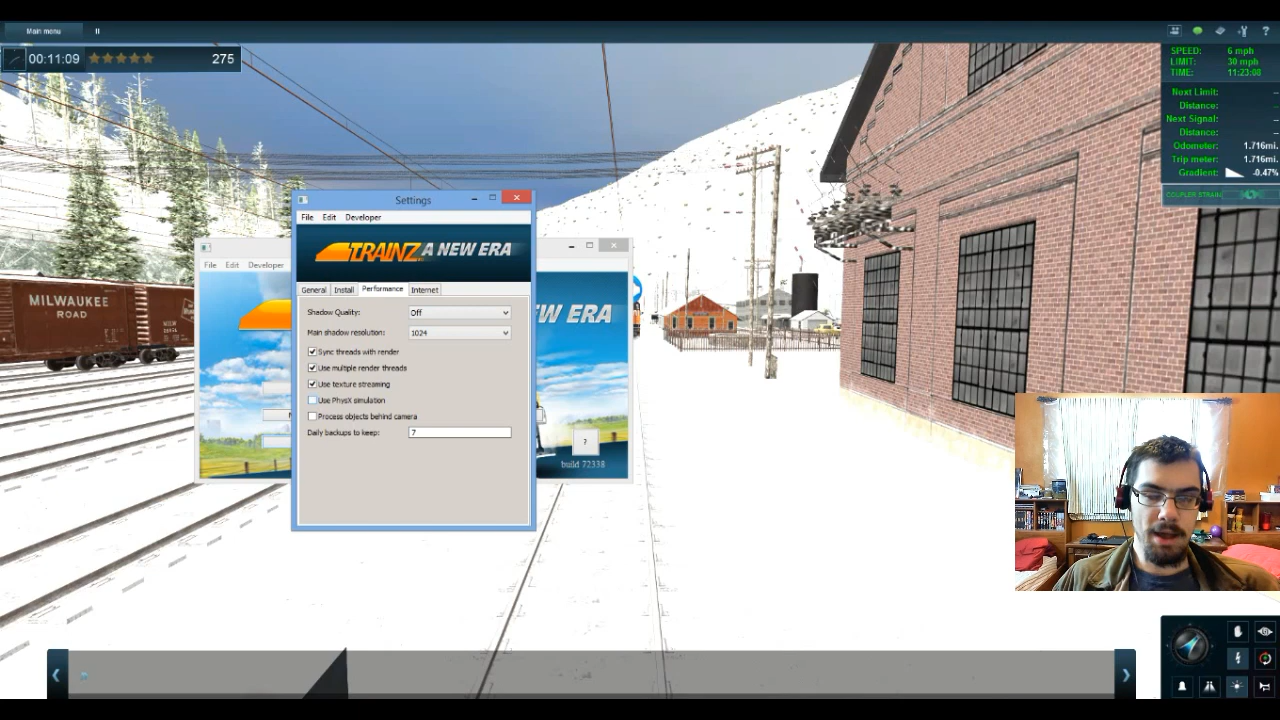 Main menu
00:11:09
275
SPEED: 6 mph
LIMIT: 30 mph
TIME: 11:23:08
Next Limit: --
Distance: --
Next Signal: --
Distance: --
Odometer: 1.716mi.
Trip meter: 1.716mi.
Gradient: -0.47%
COUPLER STRAIN
MILWAUKEE
ROAD
Settings
File Edit Developer
TRAINZ A NEW ERA
General Install Performance Internet
Shadow Quality: Off
Main shadow resolution: 1024
Sync threads with render
Use multiple render threads
Use texture streaming
Use PhysX simulation
Process objects behind camera
Daily backups to keep: 7
File Edit Developer
EW ERA
?
build 72338